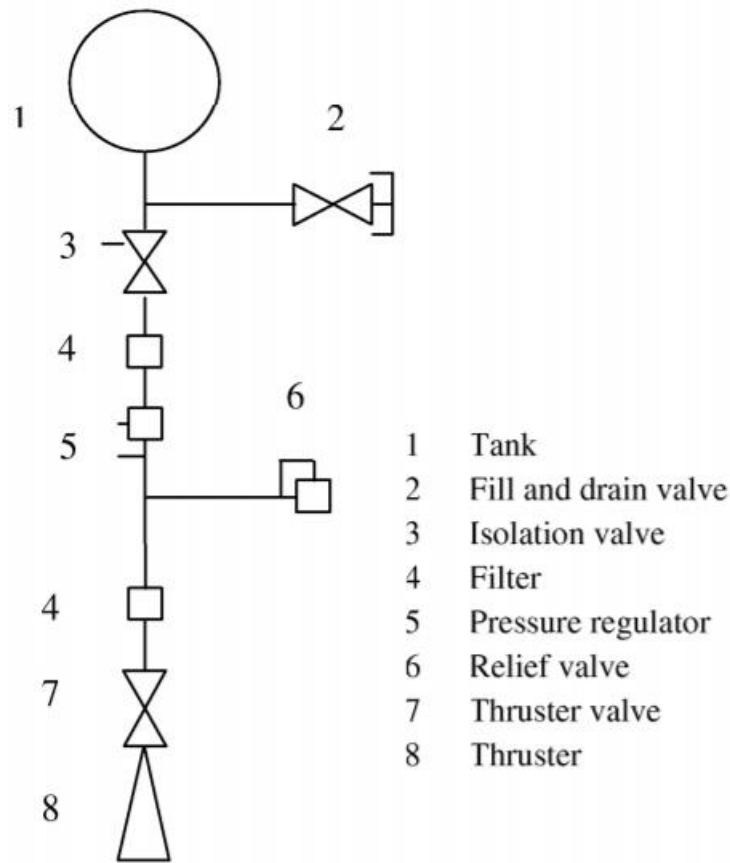 1
2
3
4
5
6
4
7
8
1 Tank
2 Fill and drain valve
3 Isolation valve
4 Filter
5 Pressure regulator
6 Relief valve
7 Thruster valve
8 Thruster